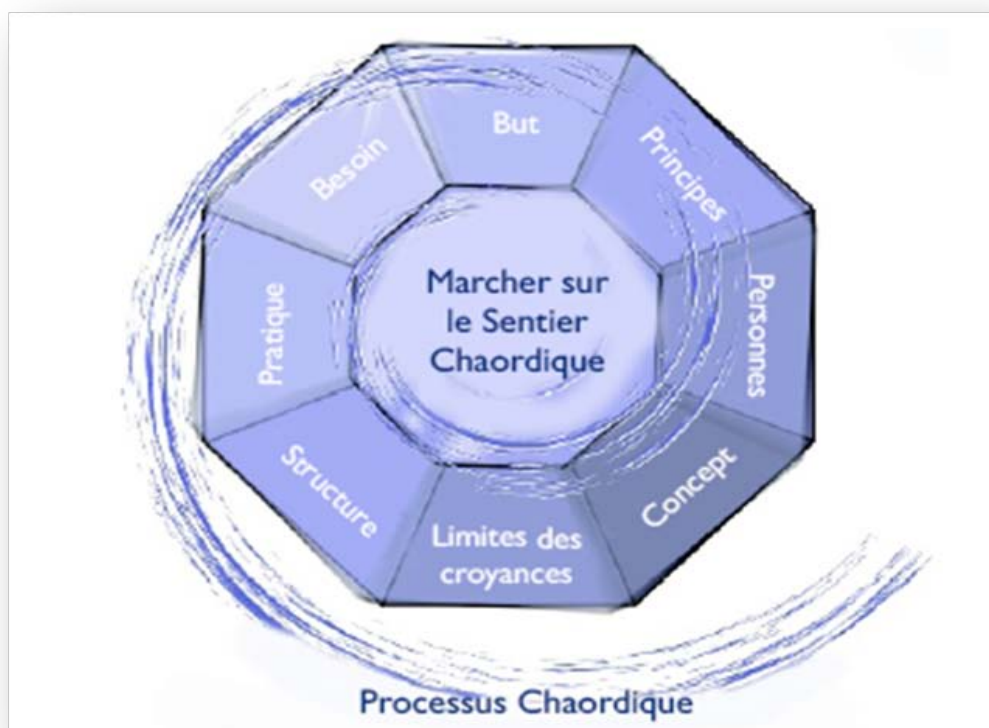 But
Besoin
Principes
Marcher sur
le Sentier
Chaordique
Pratique
Personnes
Structure
Concept
Limites des
croyances
Processus Chaordique